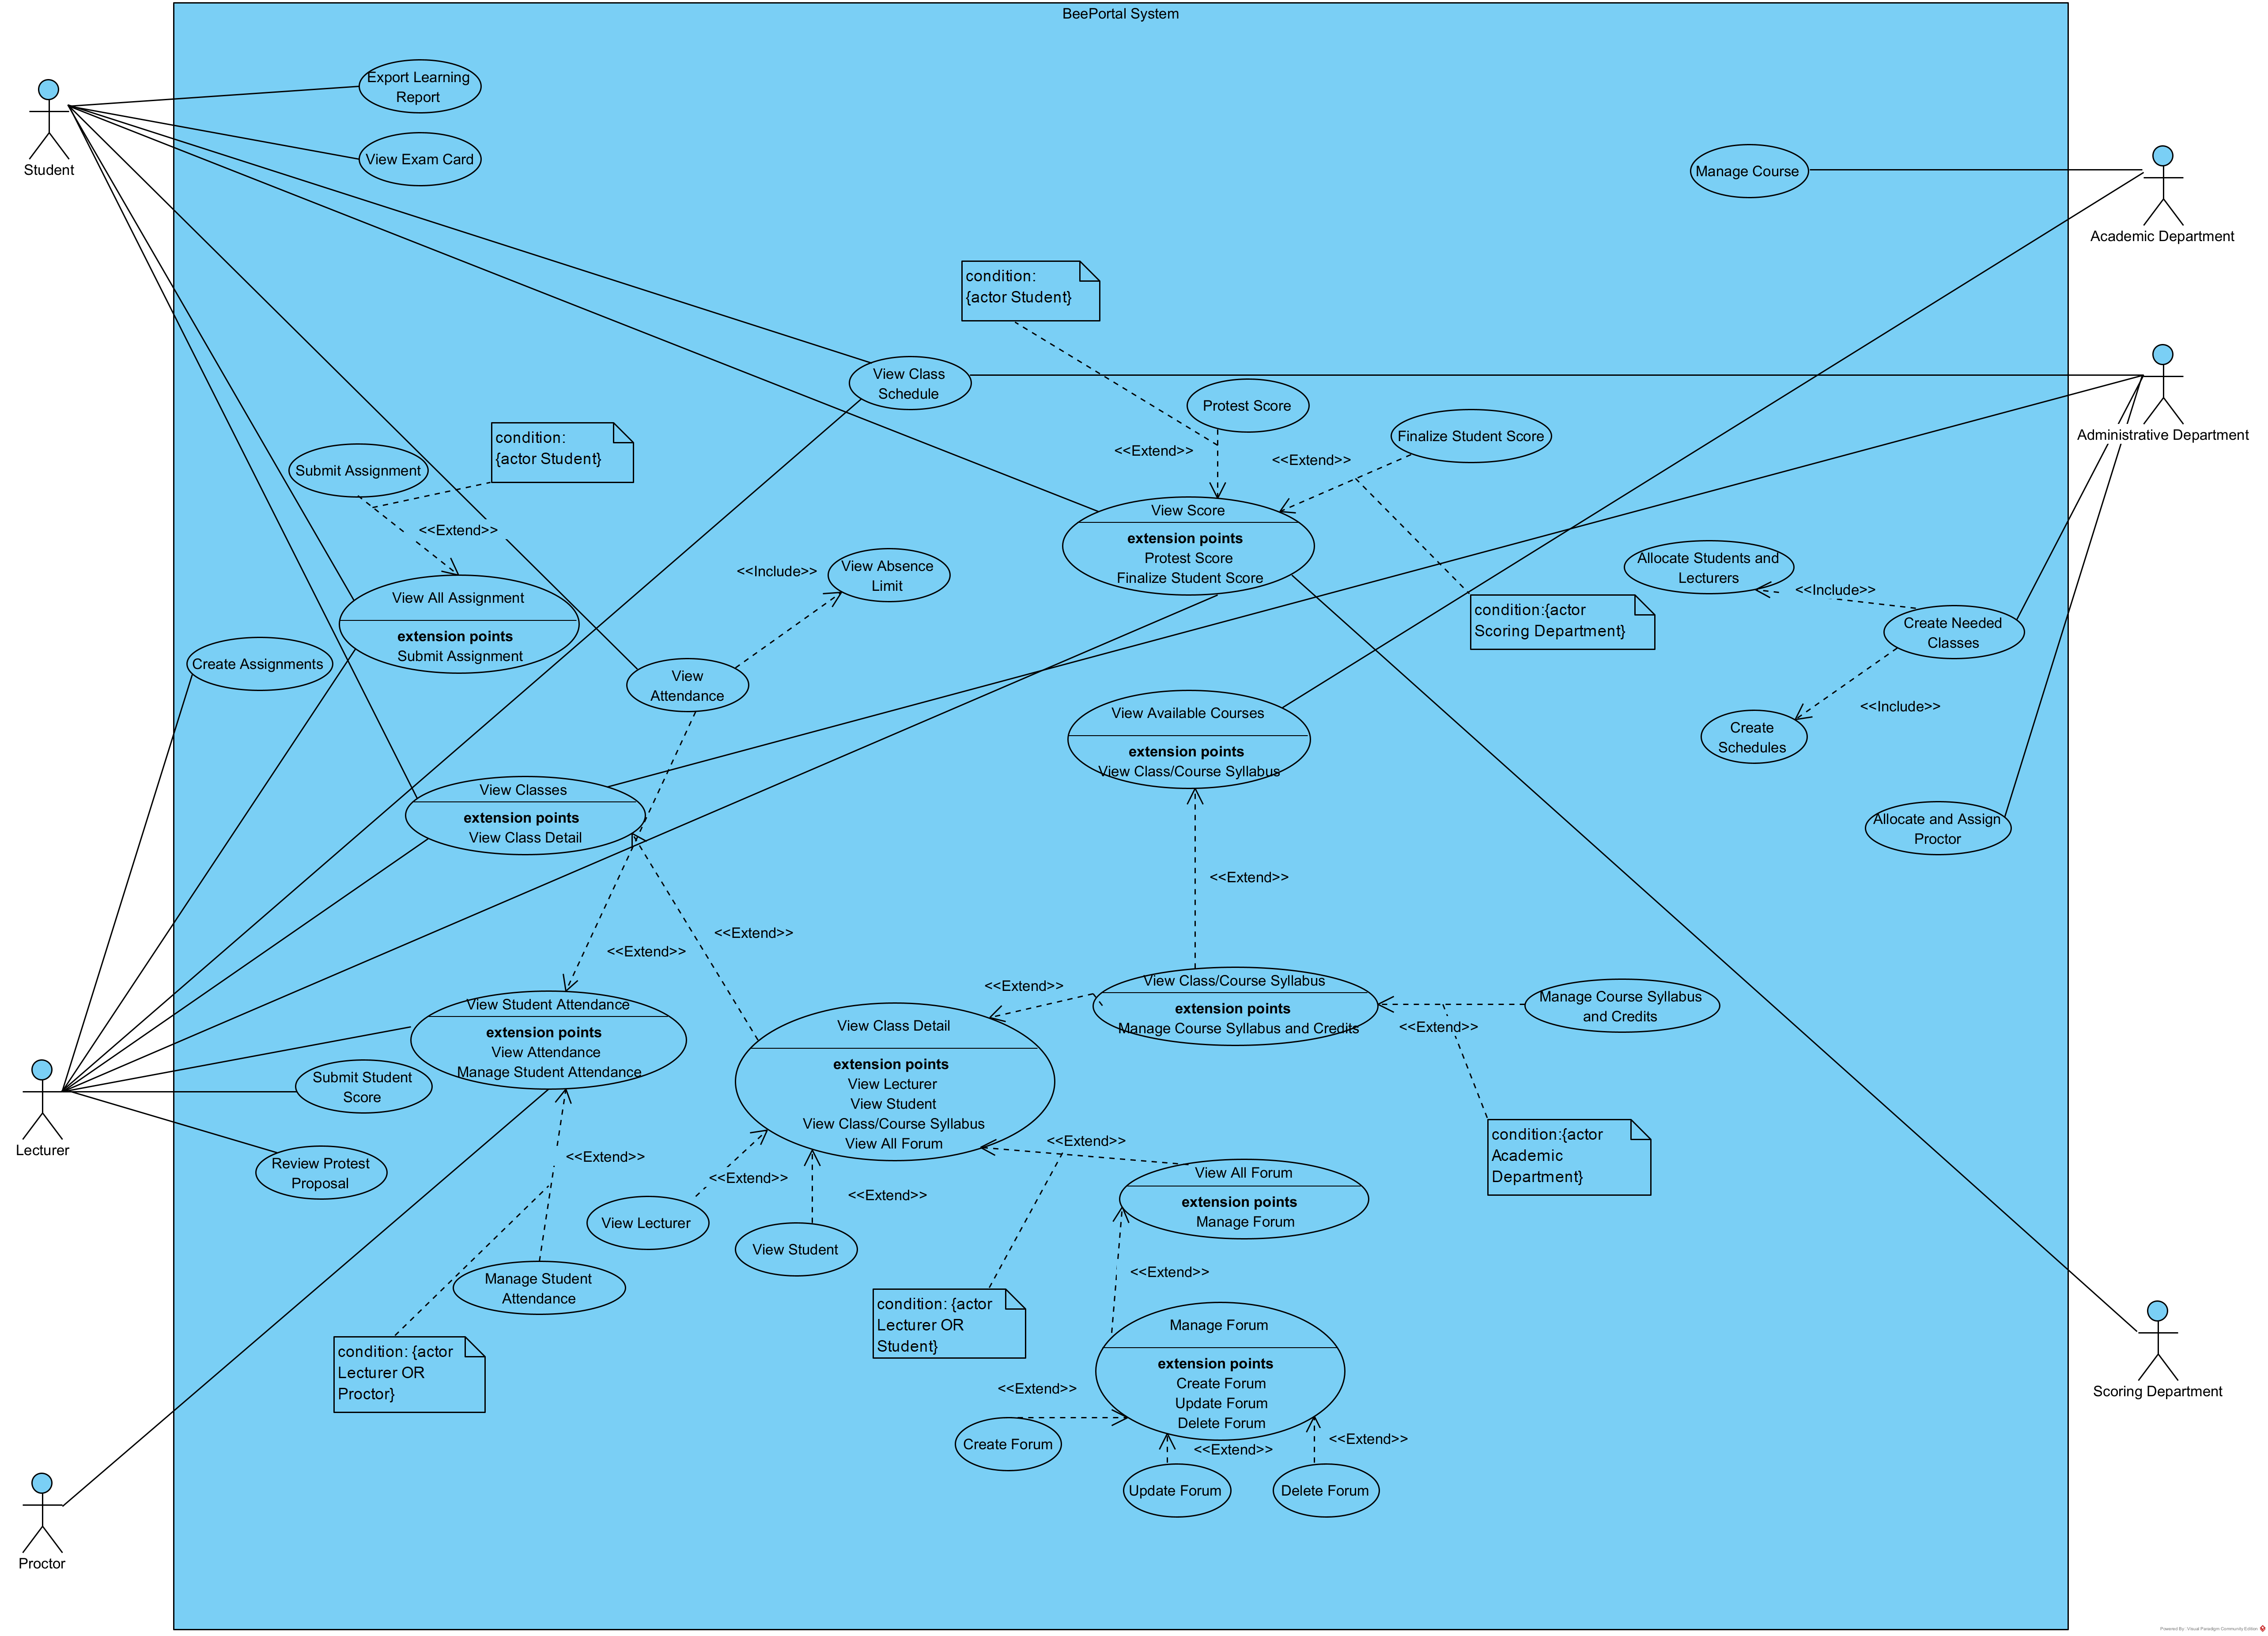 BeePortal System
Export Learning
Report
View Exam Card
Student
Manage Course
Academic Department
condition:
{actor Student}
View Class
Schedule
Protest Score
Administrative Department
condition:
{actor Student}
Submit Assignment
<<Extend>>
<<Extend>>
Finalize Student Score
<<Extend>>
View Score
extension points
Protest Score
Finalize Student Score
<<Include>>
View Absence
Limit
Allocate Students and
Lecturers
<<Include>>
View All Assignment
extension points
Submit Assignment
condition:{actor
Scoring Department}
Create Needed
Classes
Create Assignments
View
Attendance
View Available Courses
extension points
View Class/Course Syllabus
<<Include>>
Create
Schedules
View Classes
extension points
View Class Detail
Allocate and Assign
Proctor
<<Extend>>
<<Extend>>
<<Extend>>
View Student Attendance
extension points
View Attendance
Manage Student Attendance
<<Extend>>
View Class/Course Syllabus
extension points
Manage Course Syllabus and Credits
<<Extend>>
Manage Course Syllabus
and Credits
View Class Detail
extension points
View Lecturer
View Student
View Class/Course Syllabus
View All Forum
Submit Student
Score
Lecturer
Review Protest
Proposal
<<Extend>>
<<Extend>>
<<Extend>>
<<Extend>>
condition:{actor
Academic
Department}
View Lecturer
View Student
View All Forum
extension points
Manage Forum
Manage Student
Attendance
<<Extend>>
condition: {actor
Lecturer OR
Student}
condition: {actor
Lecturer OR
Proctor}
Manage Forum
extension points
Create Forum
Update Forum
Delete Forum
<<Extend>>
Scoring Department
Create Forum
<<Extend>>
<<Extend>>
Update Forum
Delete Forum
Proctor
Powered By: Visual Paradigm Community Edition